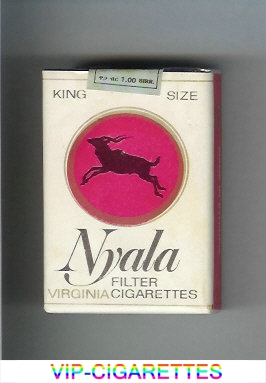 KING SIZE
Nyala
FILTER
VIRGINIA CIGARETTES
VIP-CIGARETTES